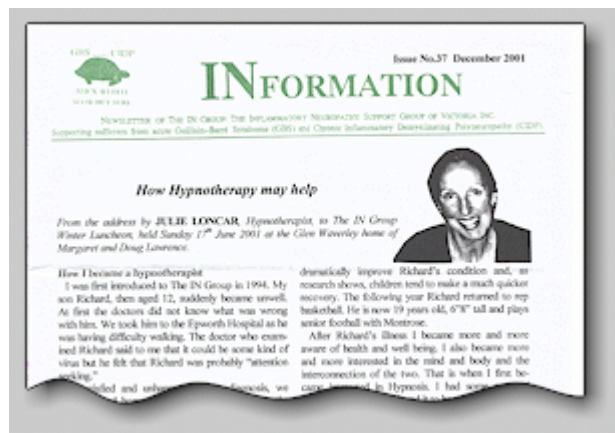 GBS CIDP
Issue No.37 December 2001
INFORMATION
NEWSLETTER OF THE IN GROUP THE INFLAMMATORY NEUROPATHY SUPPORT GROUP OF VICTORIA INC.
Supporting sufferers from acute Guillain-Barré Syndrome (GBS) and Chronic Inflammatory Demyelinating Polyneuropathy (CIDP).
How Hypnotherapy may help
From the address by JULIE LONCAR, Hypnotherapist, to The IN Group
Winter Luncheon, held Sunday 17th June 2001 at the Glen Waverley home of
Margaret and Doug Lawrence.
How I became a hypnotherapist
I was first introduced to The IN Group in 1994. My
son Richard, then aged 12, suddenly became unwell.
At first the doctors did not know what was wrong
with him. We took him to the Epworth Hospital as he
was having difficulty walking. The doctor who exam-
ined Richard said to me that it could be some kind of
virus but he felt that Richard was probably "attention
seeking."
diagnosis, we
dramatically improve Richard's condition and, as
research shows, children tend to make a much quicker
recovery. The following year Richard returned to rep
basketball. He is now 19 years old, 6"8" tall and plays
senior football with Montrose.
After Richard's illness I became more and more
aware of health and well being. I also became more
and more interested in the mind and body and the
interconnection of the two. That is when I first be-
came interested in Hypnosis. I had some